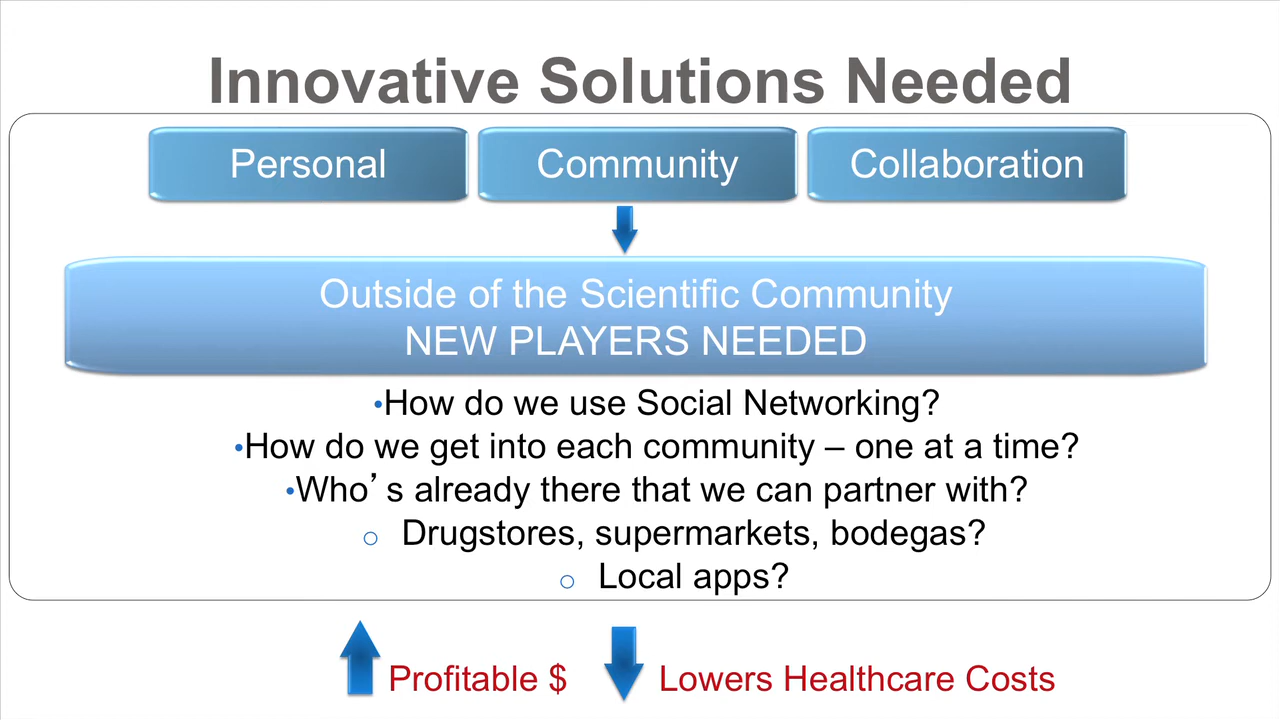 Innovative Solutions Needed
Personal
Community
Collaboration
Outside of the Scientific Community
NEW PLAYERS NEEDED
•How do we use Social Networking?
•How do we get into each community – one at a time?
•Who’s already there that we can partner with?
o Drugstores, supermarkets, bodegas?
o Local apps?
Profitable $
Lowers Healthcare Costs